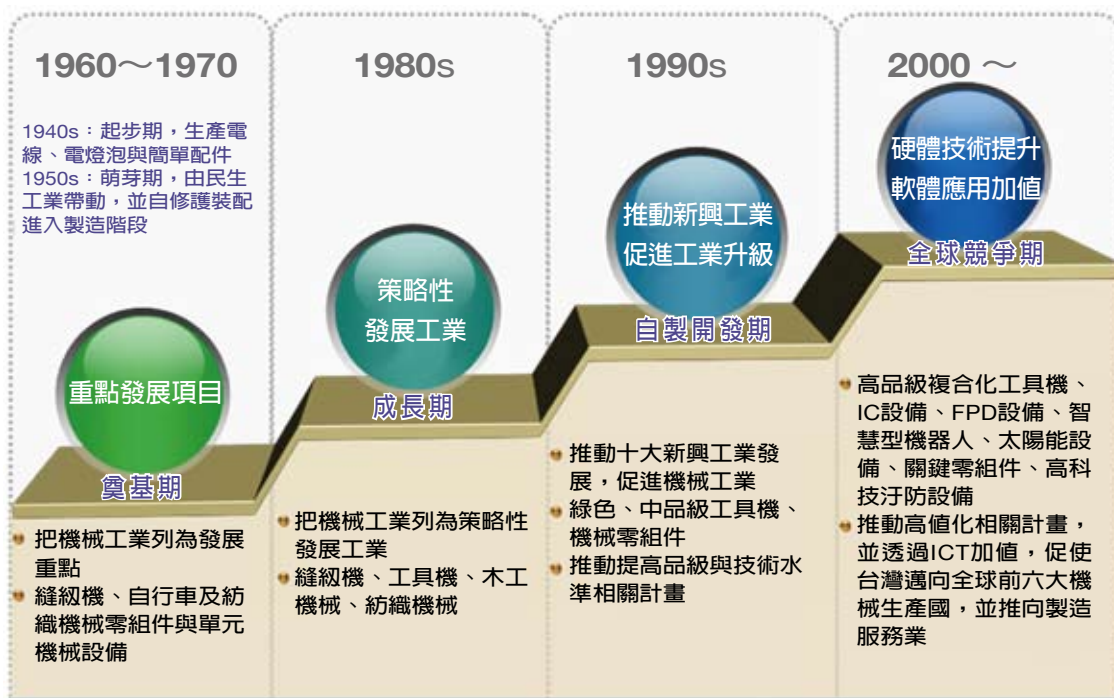 1960～1970
1940s：起步期，生產電
線、電燈泡與簡單配件
1950s：萌芽期，由民生
工業帶動，並自修護裝配
進入製造階段
重點發展項目
奠基期
把機械工業列為發展
重點
縫紉機、自行車及紡
織機械零組件與單元
機械設備
1980s
策略性
發展工業
成長期
把機械工業列為策略性
發展工業
縫紉機、工具機、木工
機械、紡織機械
1990s
推動新興工業
促進工業升級
自製開發期
推動十大新興工業發
展，促進機械工業
綠色、中品級工具機、
機械零組件
推動提高品級與技術水
準相關計畫
2000 ～
硬體技術提升
軟體應用加值
全球競爭期
高品級複合化工具機、
IC設備、FPD設備、智
慧型機器人、太陽能設
備、關鍵零組件、高科
技汙防設備
推動高值化相關計畫，
並透過ICT加值，促使
台灣邁向全球前六大機
械生產國，並推向製造
服務業